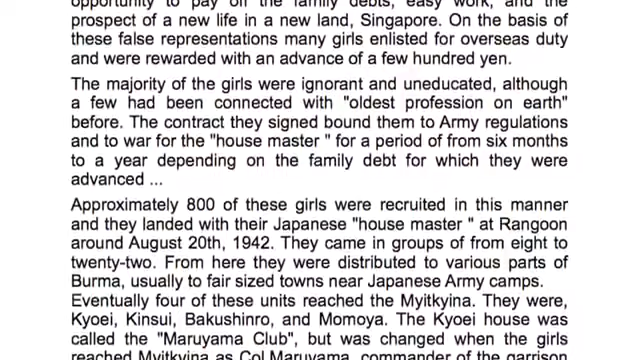 opportunity to pay off the family debts, easy work, and the
prospect of a new life in a new land, Singapore. On the basis of
these false representations many girls enlisted for overseas duty
and were rewarded with an advance of a few hundred yen.
The majority of the girls were ignorant and uneducated, although
a few had been connected with "oldest profession on earth"
before. The contract they signed bound them to Army regulations
and to war for the "house master " for a period of from six months
to a year depending on the family debt for which they were
advanced ...
Approximately 800 of these girls were recruited in this manner
and they landed with their Japanese "house master " at Rangoon
around August 20th, 1942. They came in groups of from eight to
twenty-two. From here they were distributed to various parts of
Burma, usually to fair sized towns near Japanese Army camps.
Eventually four of these units reached the Myitkyina. They were,
Kyoei, Kinsui, Bakushinro, and Momoya. The Kyoei house was
called the "Maruyama Club", but was changed when the girls
reached Myitkyina as Col.Maruyama, commander of the garrison